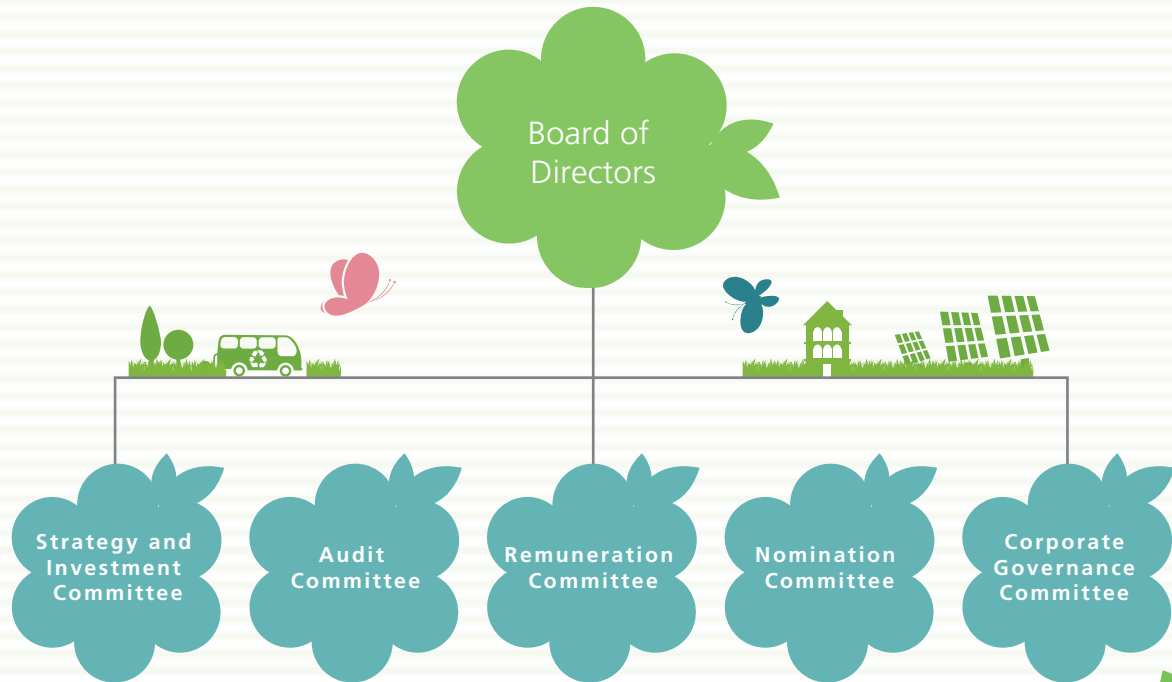 Board of
Directors
Strategy and
Investment
Committee
Audit
Committee
Remuneration
Committee
Nomination
Committee
Corporate
Governance
Committee